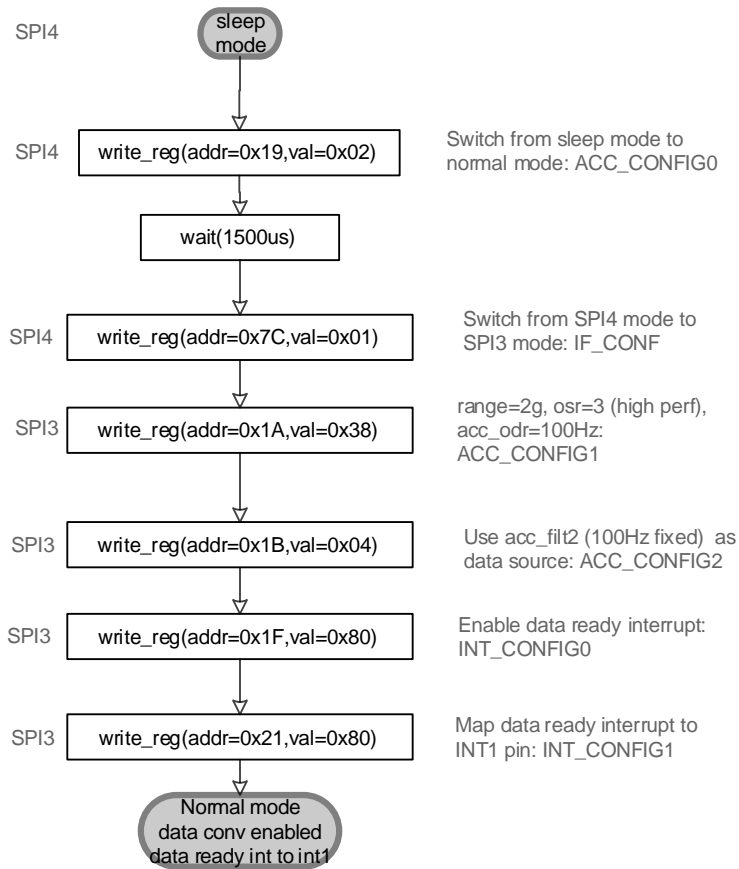 SPI4
sleep
mode
SPI4
write_reg(addr=0x19,val=0x02)
Switch from sleep mode to
normal mode: ACC_CONFIG0
wait(1500us)
SPI4
write_reg(addr=0x7C,val=0x01)
Switch from SPI4 mode to
SPI3 mode: IF_CONF
SPI3
write_reg(addr=0x1A,val=0x38)
range=2g, osr=3 (high perf),
acc_odr=100Hz:
ACC_CONFIG1
SPI3
write_reg(addr=0x1B,val=0x04)
Use acc_filt2 (100Hz fixed) as
data source: ACC_CONFIG2
SPI3
write_reg(addr=0x1F,val=0x80)
Enable data ready interrupt:
INT_CONFIG0
SPI3
write_reg(addr=0x21,val=0x80)
Map data ready interrupt to
INT1 pin: INT_CONFIG1
Normal mode
data conv enabled
data ready int to int1